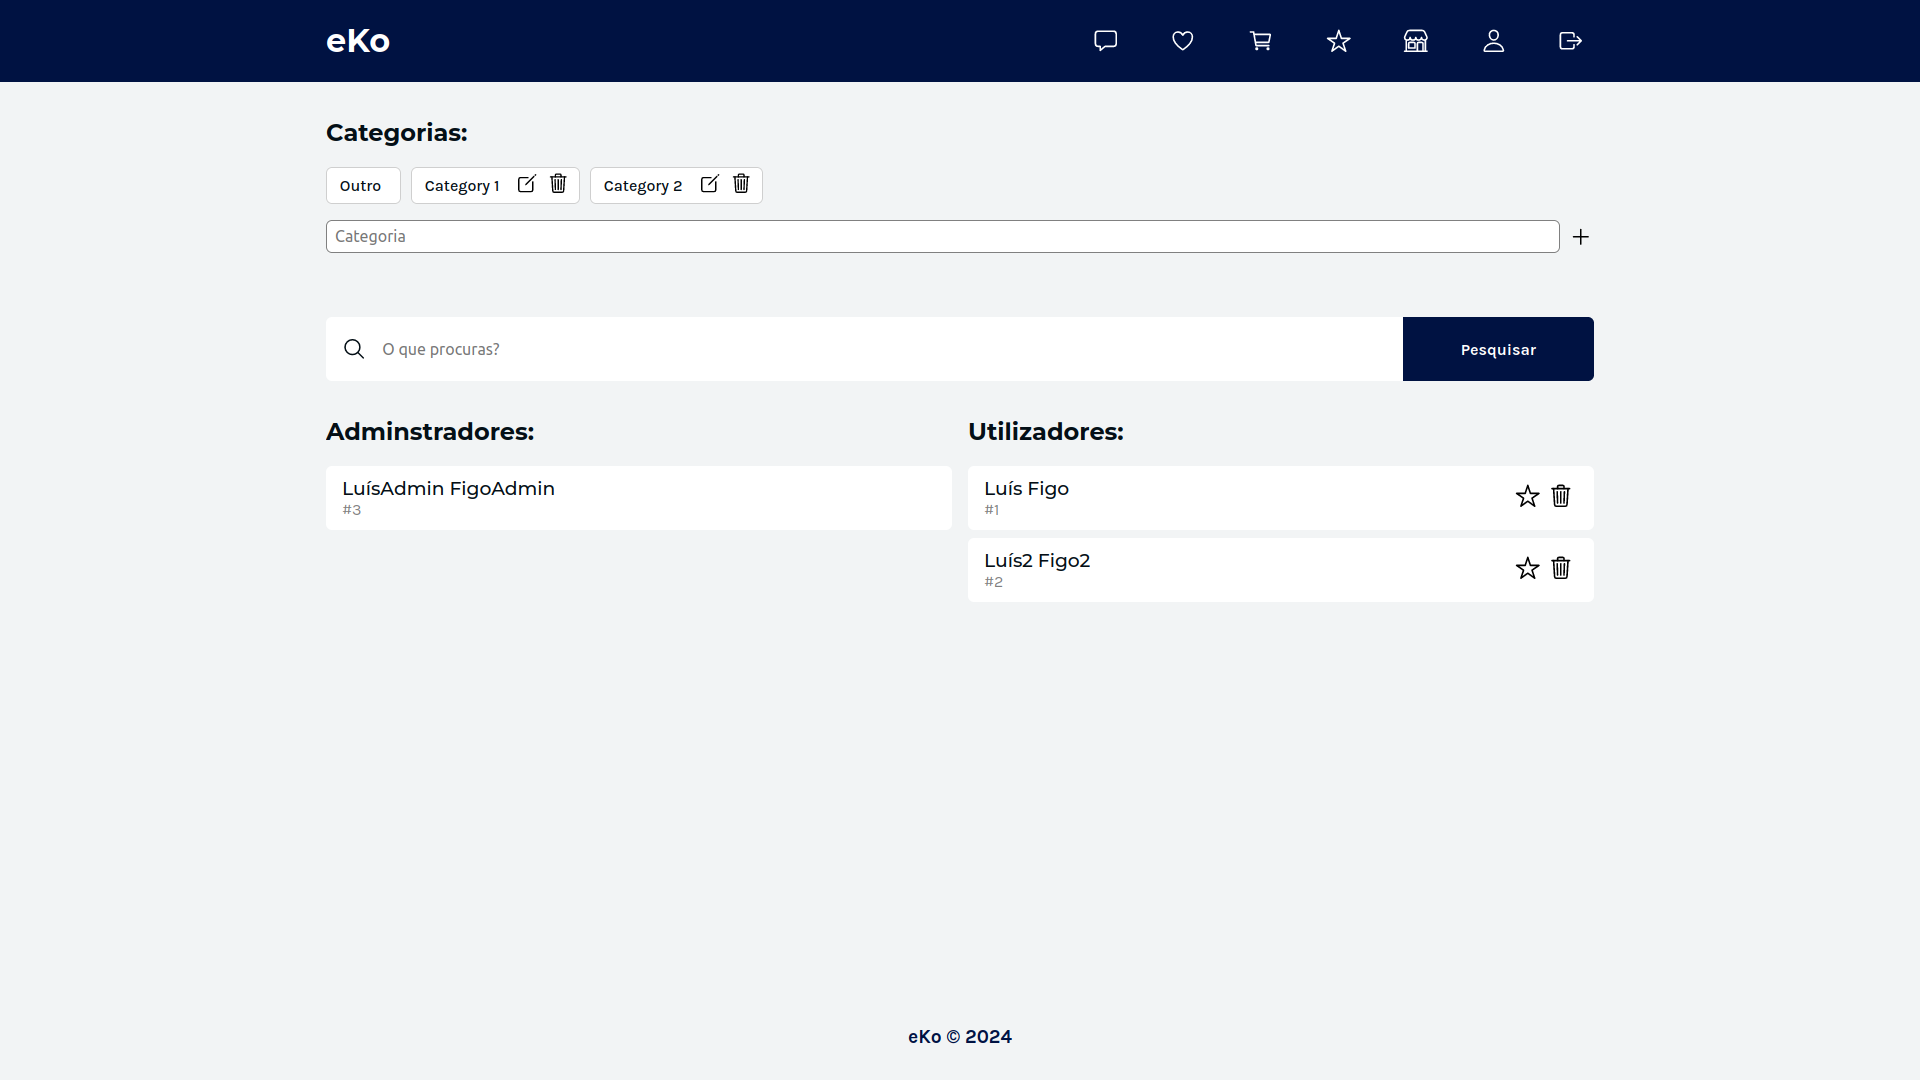 eKo
Categorias:
Outro
Category 1
Category 2
Categoria
O que procuras?
Pesquisar
Adminstradores:
LuísAdmin FigoAdmin
#3
Utilizadores:
Luís Figo
#1
Luís2 Figo2
#2
eKo © 2024